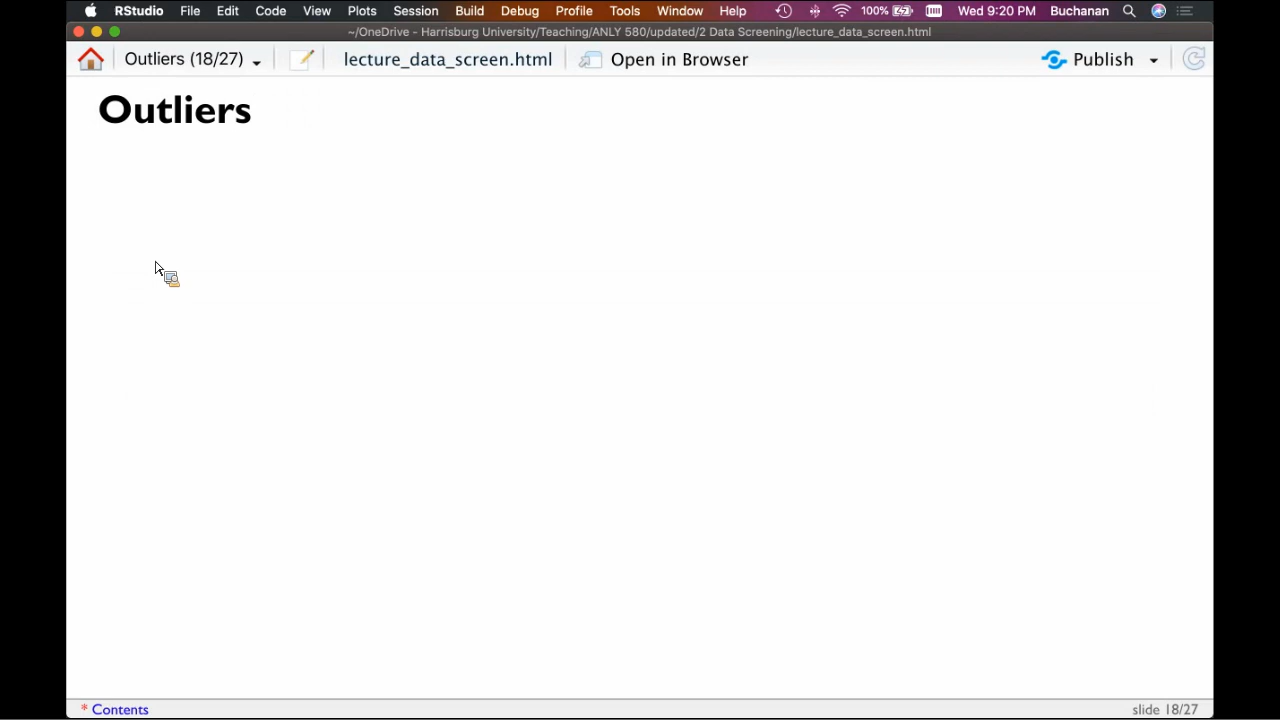 RStudio File Edit Code View Plots Session Build Debug Profile Tools Window Help 100% Wed 9:20 PM Buchanan
~/OneDrive - Harrisburg University/Teaching/ANLY 580/updated/2 Data Screening/lecture_data_screen.html
Outliers (18/27) lecture_data_screen.html Open in Browser Publish
Outliers
* Contents slide 18/27